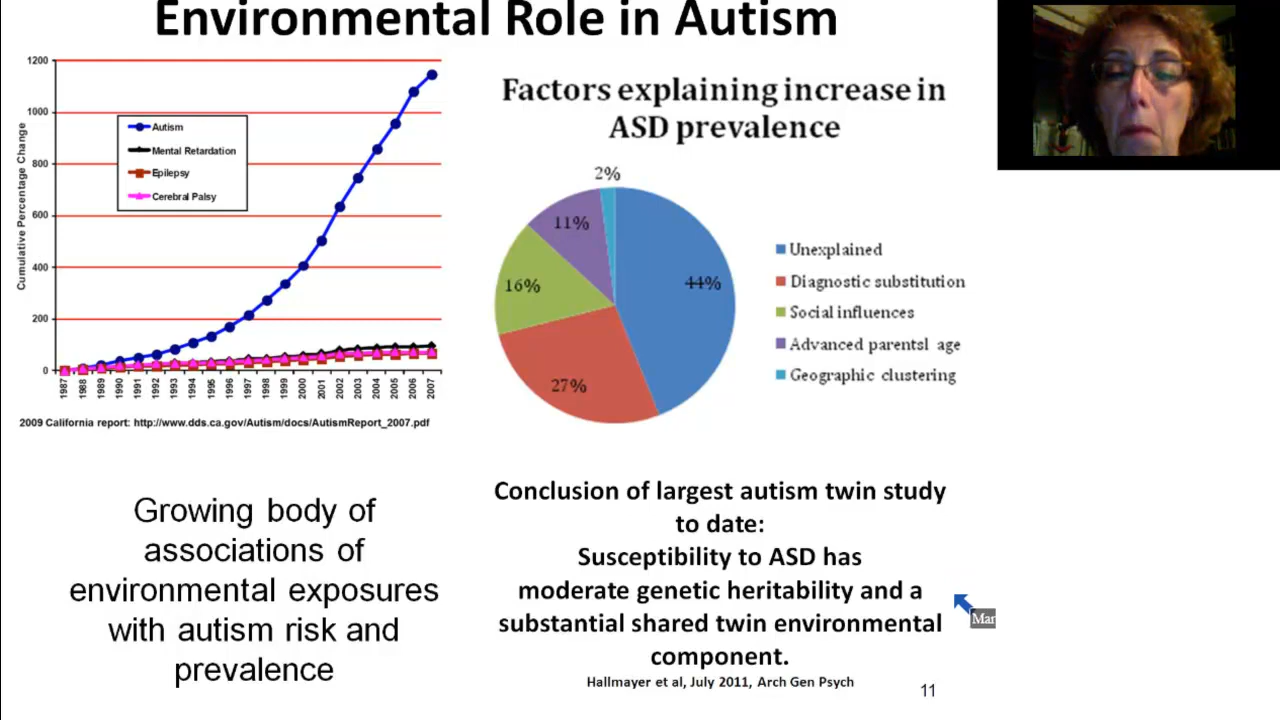 Environmental Role in Autism
1200
1000
800
600
400
200
0
Cumulative Percentage Change
Autism
Mental Retardation
Epilepsy
Cerebral Palsy
1987
1988
1989
1990
1991
1992
1993
1994
1995
1996
1997
1998
1999
2000
2001
2002
2003
2004
2005
2006
2007
2009 California report: http://www.dds.ca.gov/Autism/docs/AutismReport_2007.pdf
Factors explaining increase in
ASD prevalence
2%
11%
16%
44%
27%
Unexplained
Diagnostic substitution
Social influences
Advanced parentsl age
Geographic clustering
Growing body of
associations of
environmental exposures
with autism risk and
prevalence
Conclusion of largest autism twin study
to date:
Susceptibility to ASD has
moderate genetic heritability and a
substantial shared twin environmental
component.
Hallmayer et al, July 2011, Arch Gen Psych
Mar
11